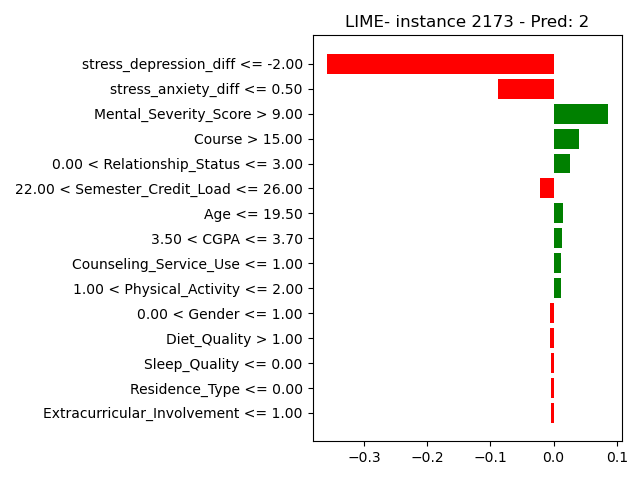 LIME- instance 2173 - Pred: 2
stress_depression_diff <= -2.00
stress_anxiety_diff <= 0.50
Mental_Severity_Score > 9.00
Course > 15.00
0.00 < Relationship_Status <= 3.00
22.00 < Semester_Credit_Load <= 26.00
Age <= 19.50
3.50 < CGPA <= 3.70
Counseling_Service_Use <= 1.00
1.00 < Physical_Activity <= 2.00
0.00 < Gender <= 1.00
Diet_Quality > 1.00
Sleep_Quality <= 0.00
Residence_Type <= 0.00
Extracurricular_Involvement <= 1.00
−0.3 −0.2 −0.1 0.0 0.1